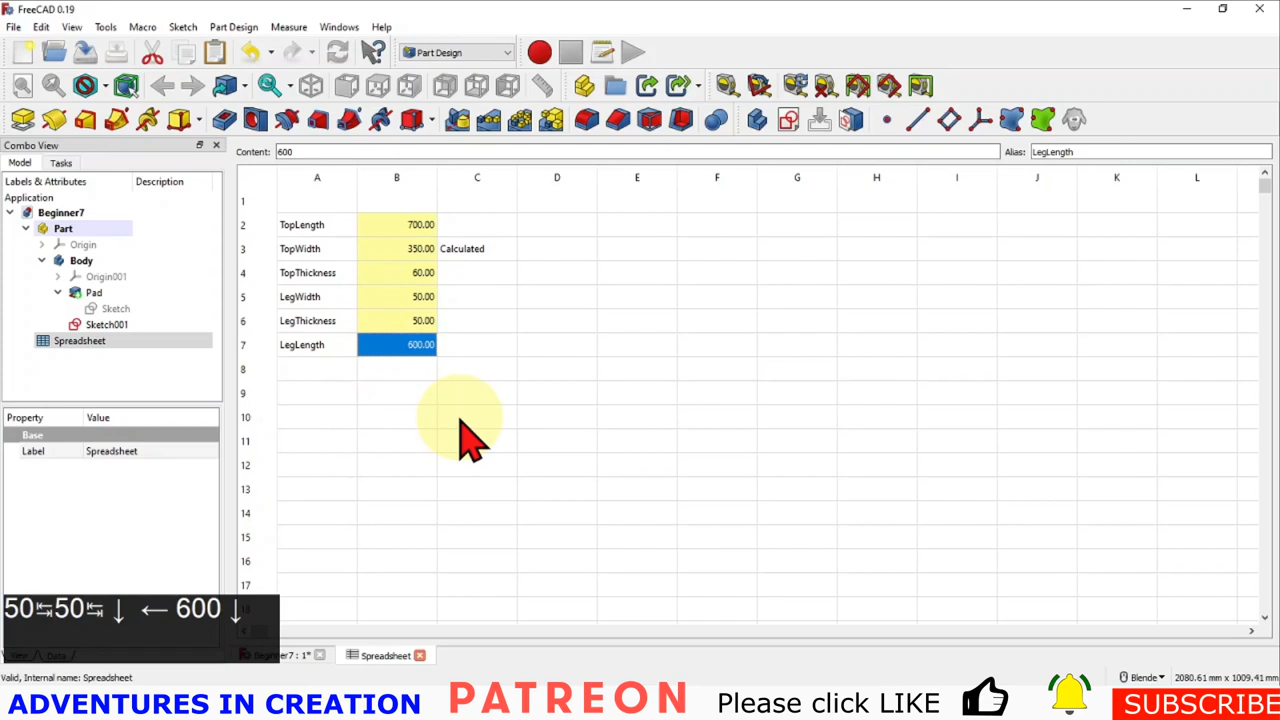 FreeCAD 0.19
File Edit View Tools Macro Sketch Part Design Measure Windows Help
Part Design
Combo View
Model Tasks
Content: 600 Alias: LegLength
Labels & Attributes Description
Application
Beginner7
Part
Origin
Body
Origin001
Pad
Sketch
Sketch001
Spreadsheet
A B C D E F G H I J K L
1
2 TopLength 700.00
3 TopWidth 350.00 Calculated
4 TopThickness 60.00
5 LegWidth 50.00
6 LegThickness 50.00
7 LegLength 600.00
8
9
10
11
12
13
14
15
16
17
Property Value
Base
Label Spreadsheet
50↹50↹↓ ←600↓
Beginner7 : 1* Spreadsheet
Valid, Internal name: Spreadsheet
Blende 2080.61 mm x 1009.41 mm
ADVENTURES IN CREATION PATREON Please click LIKE SUBSCRIBE